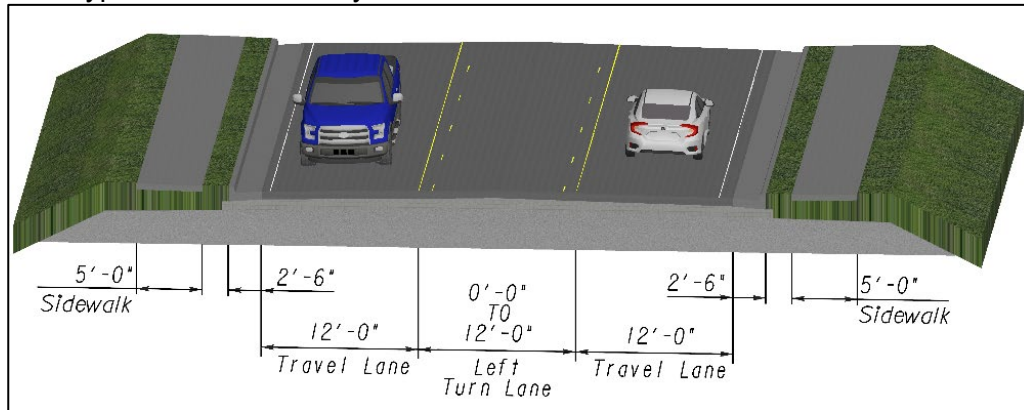 5'-0"
Sidewalk
2'-6"
12'-0"
Travel Lane
0'-0"
TO
12'-0"
Left
Turn Lane
12'-0"
Travel Lane
2'-6"
5'-0"
Sidewalk